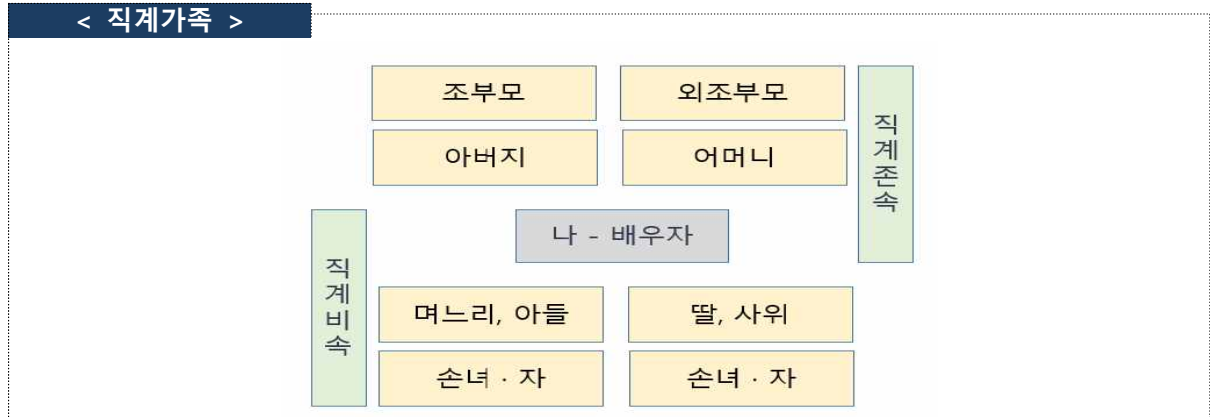 < 직계가족 >
조부모 외조부모
아버지 어머니
직계존속
나 - 배우자
직계비속
며느리, 아들 딸, 사위
손녀 · 자 손녀 · 자